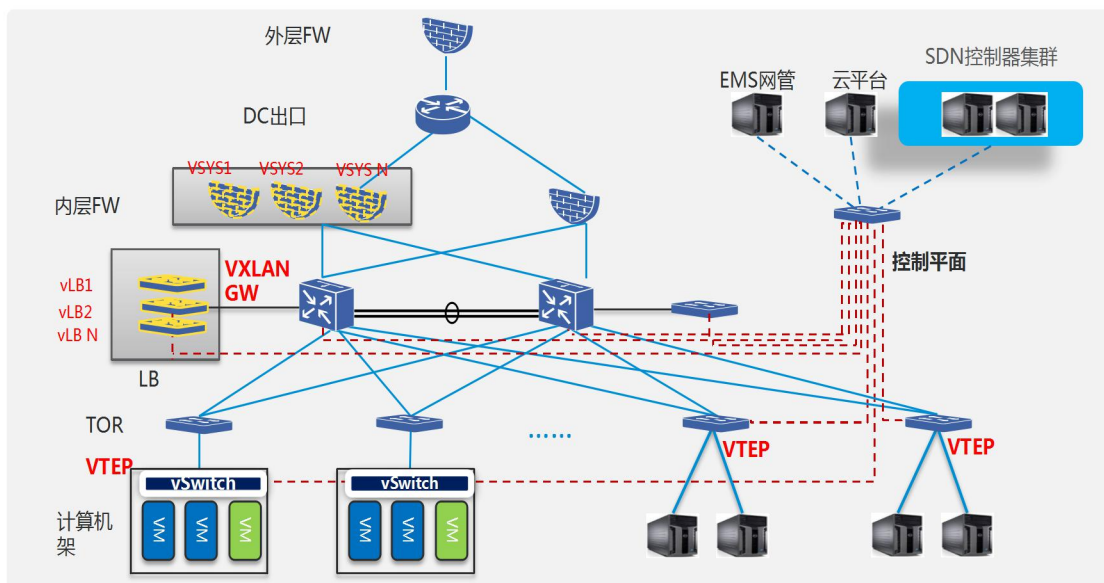 外层FW
SDN控制器集群
EMS网管
云平台
DC出口
VSYS1
VSYS2
VSYS N
内层FW
控制平面
VXLAN
GW
vLB1
vLB2
vLB N
LB
TOR
......
VTEP
VTEP
VTEP
vSwitch
vSwitch
计算机
架
VM
VM
VM
VM
VM
VM